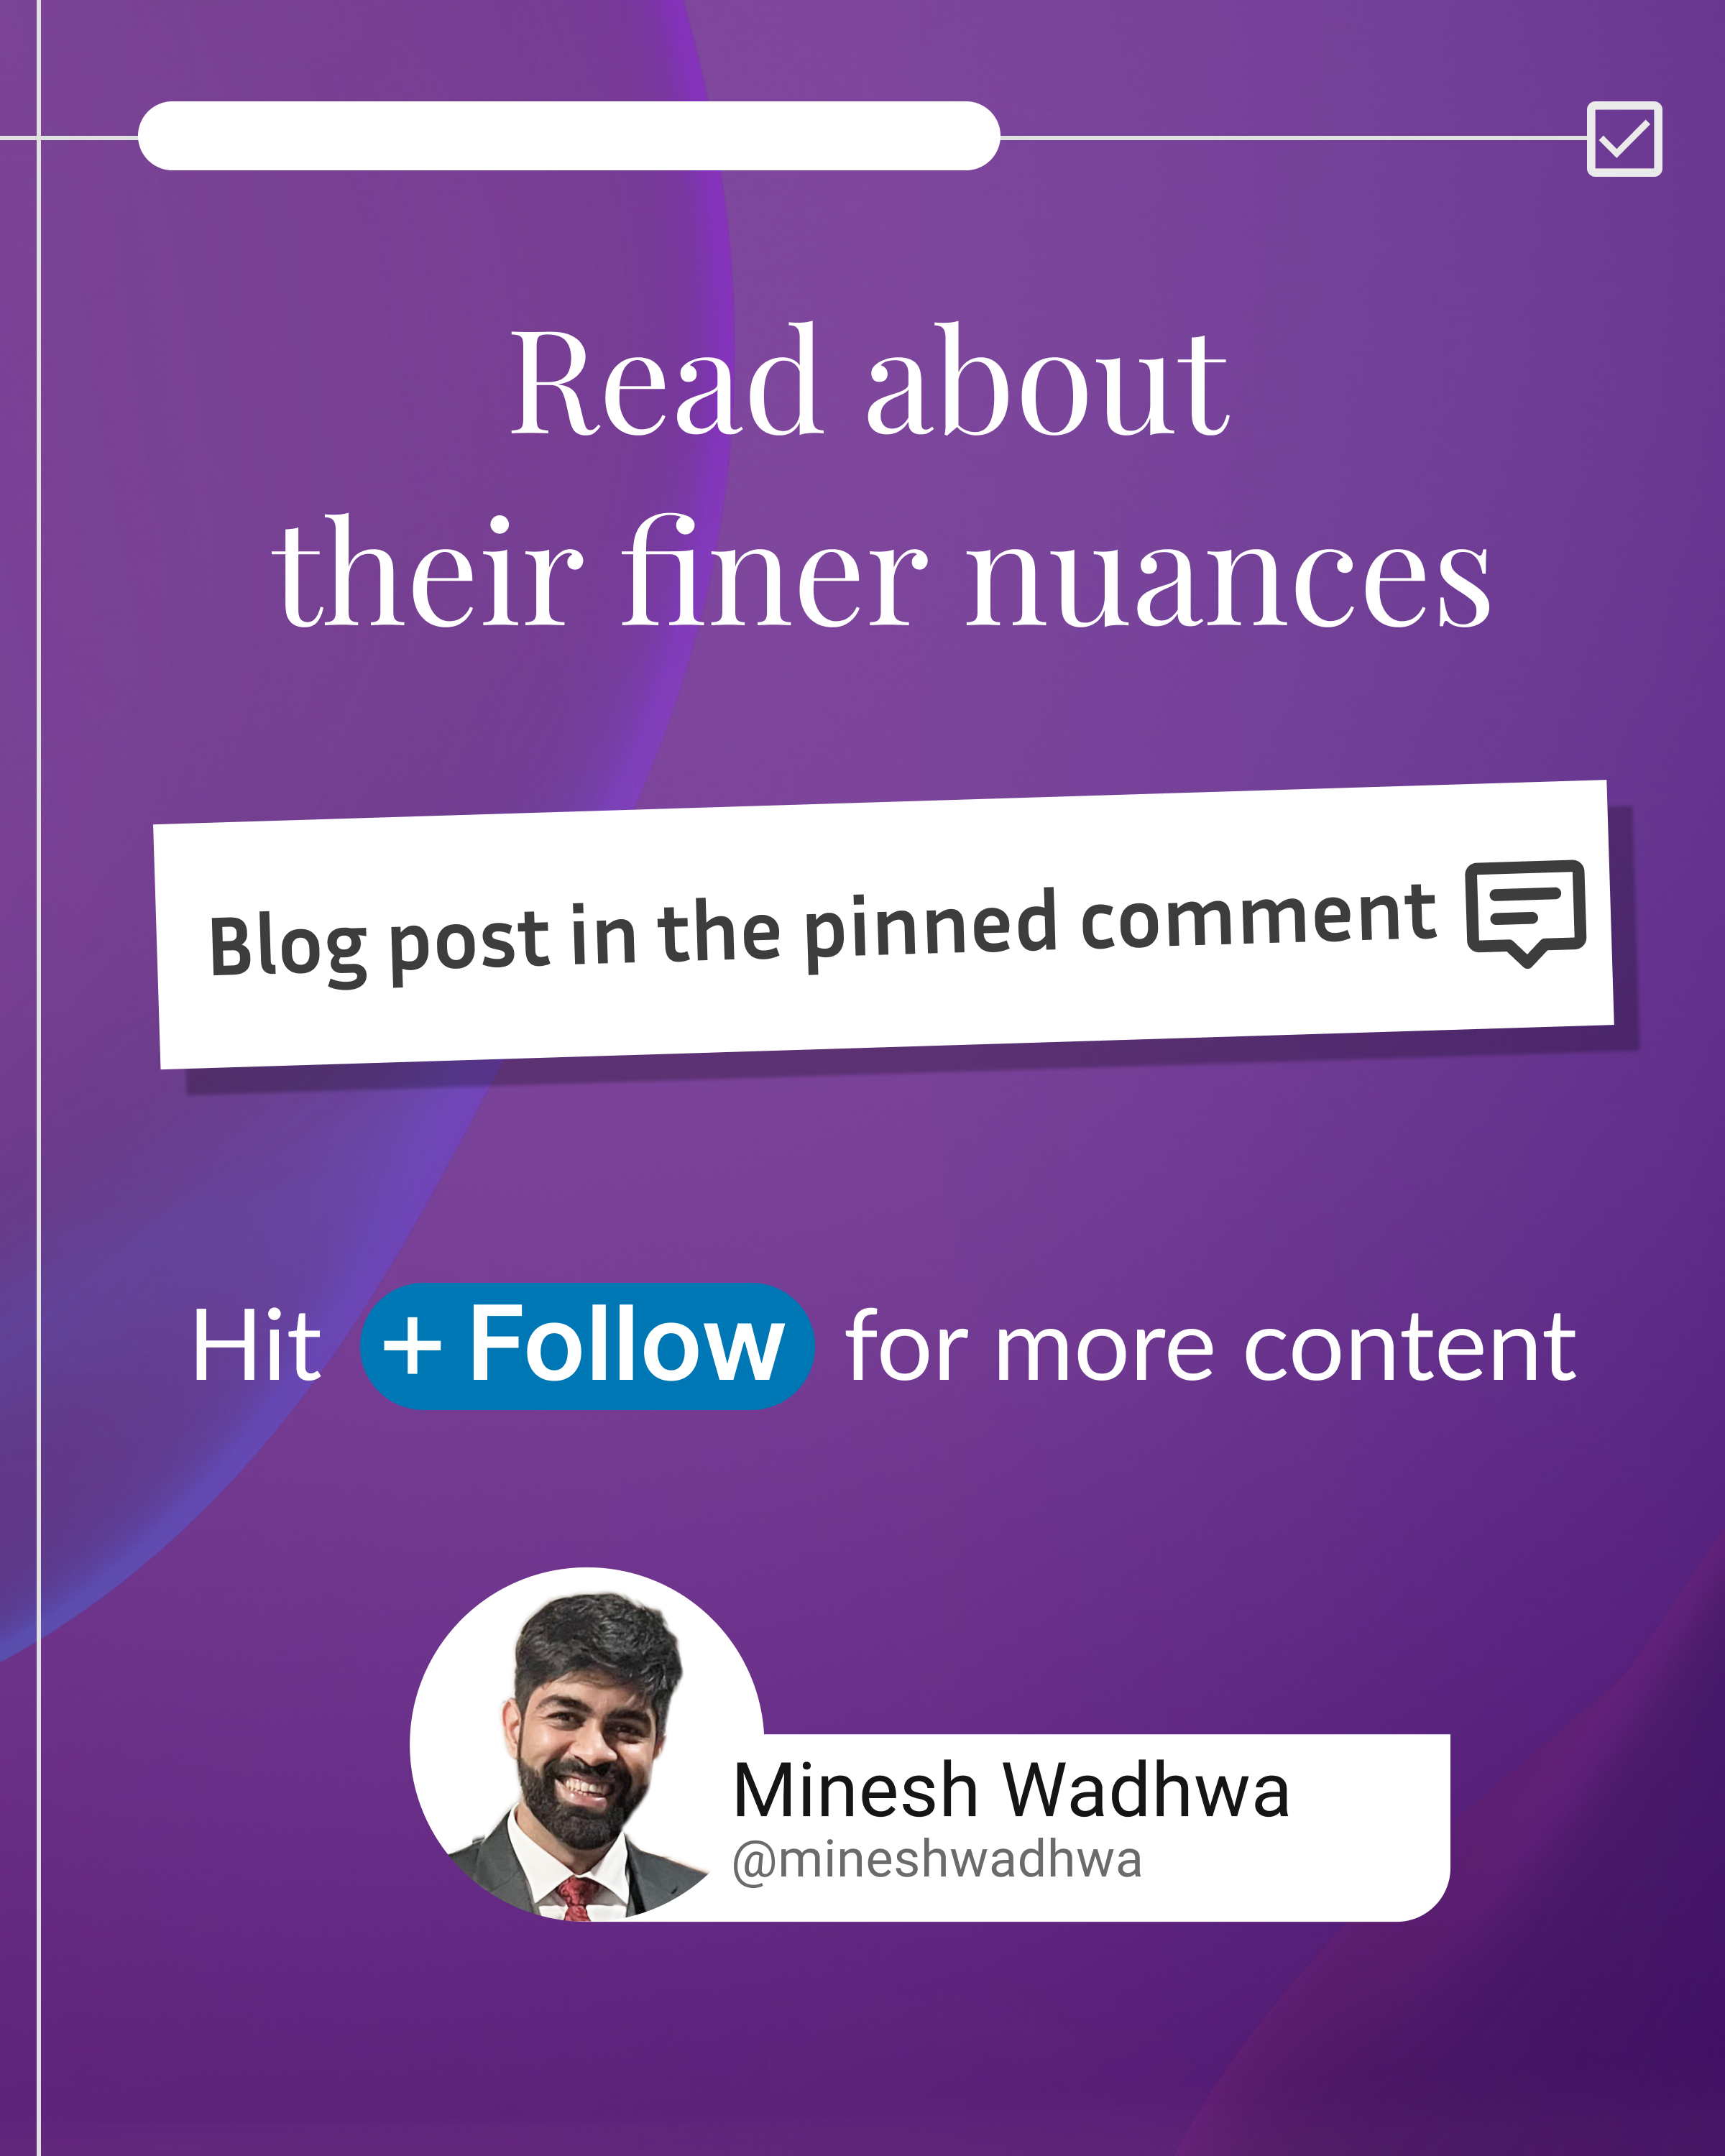 Read about
their finer nuances
Blog post in the pinned comment
Hit + Follow for more content
Minesh Wadhwa
@mineshwadhwa